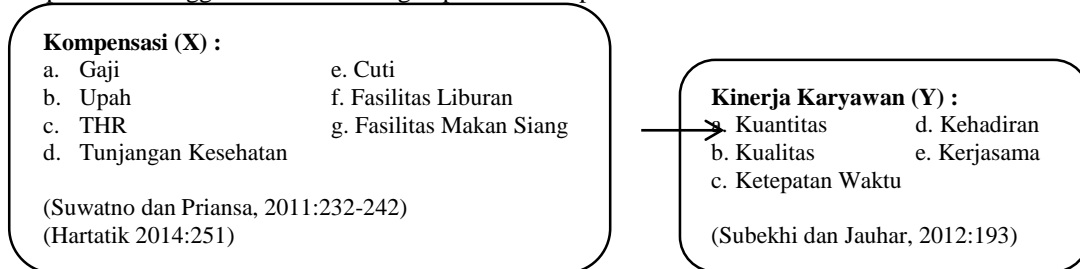 Kompensasi (X) :
a. Gaji
b. Upah
c. THR
d. Tunjangan Kesehatan
e. Cuti
f. Fasilitas Liburan
g. Fasilitas Makan Siang
(Suwatno dan Priansa, 2011:232-242)
(Hartatik 2014:251)
Kinerja Karyawan (Y) :
a. Kuantitas
b. Kualitas
c. Ketepatan Waktu
d. Kehadiran
e. Kerjasama
(Subekhi dan Jauhar, 2012:193)